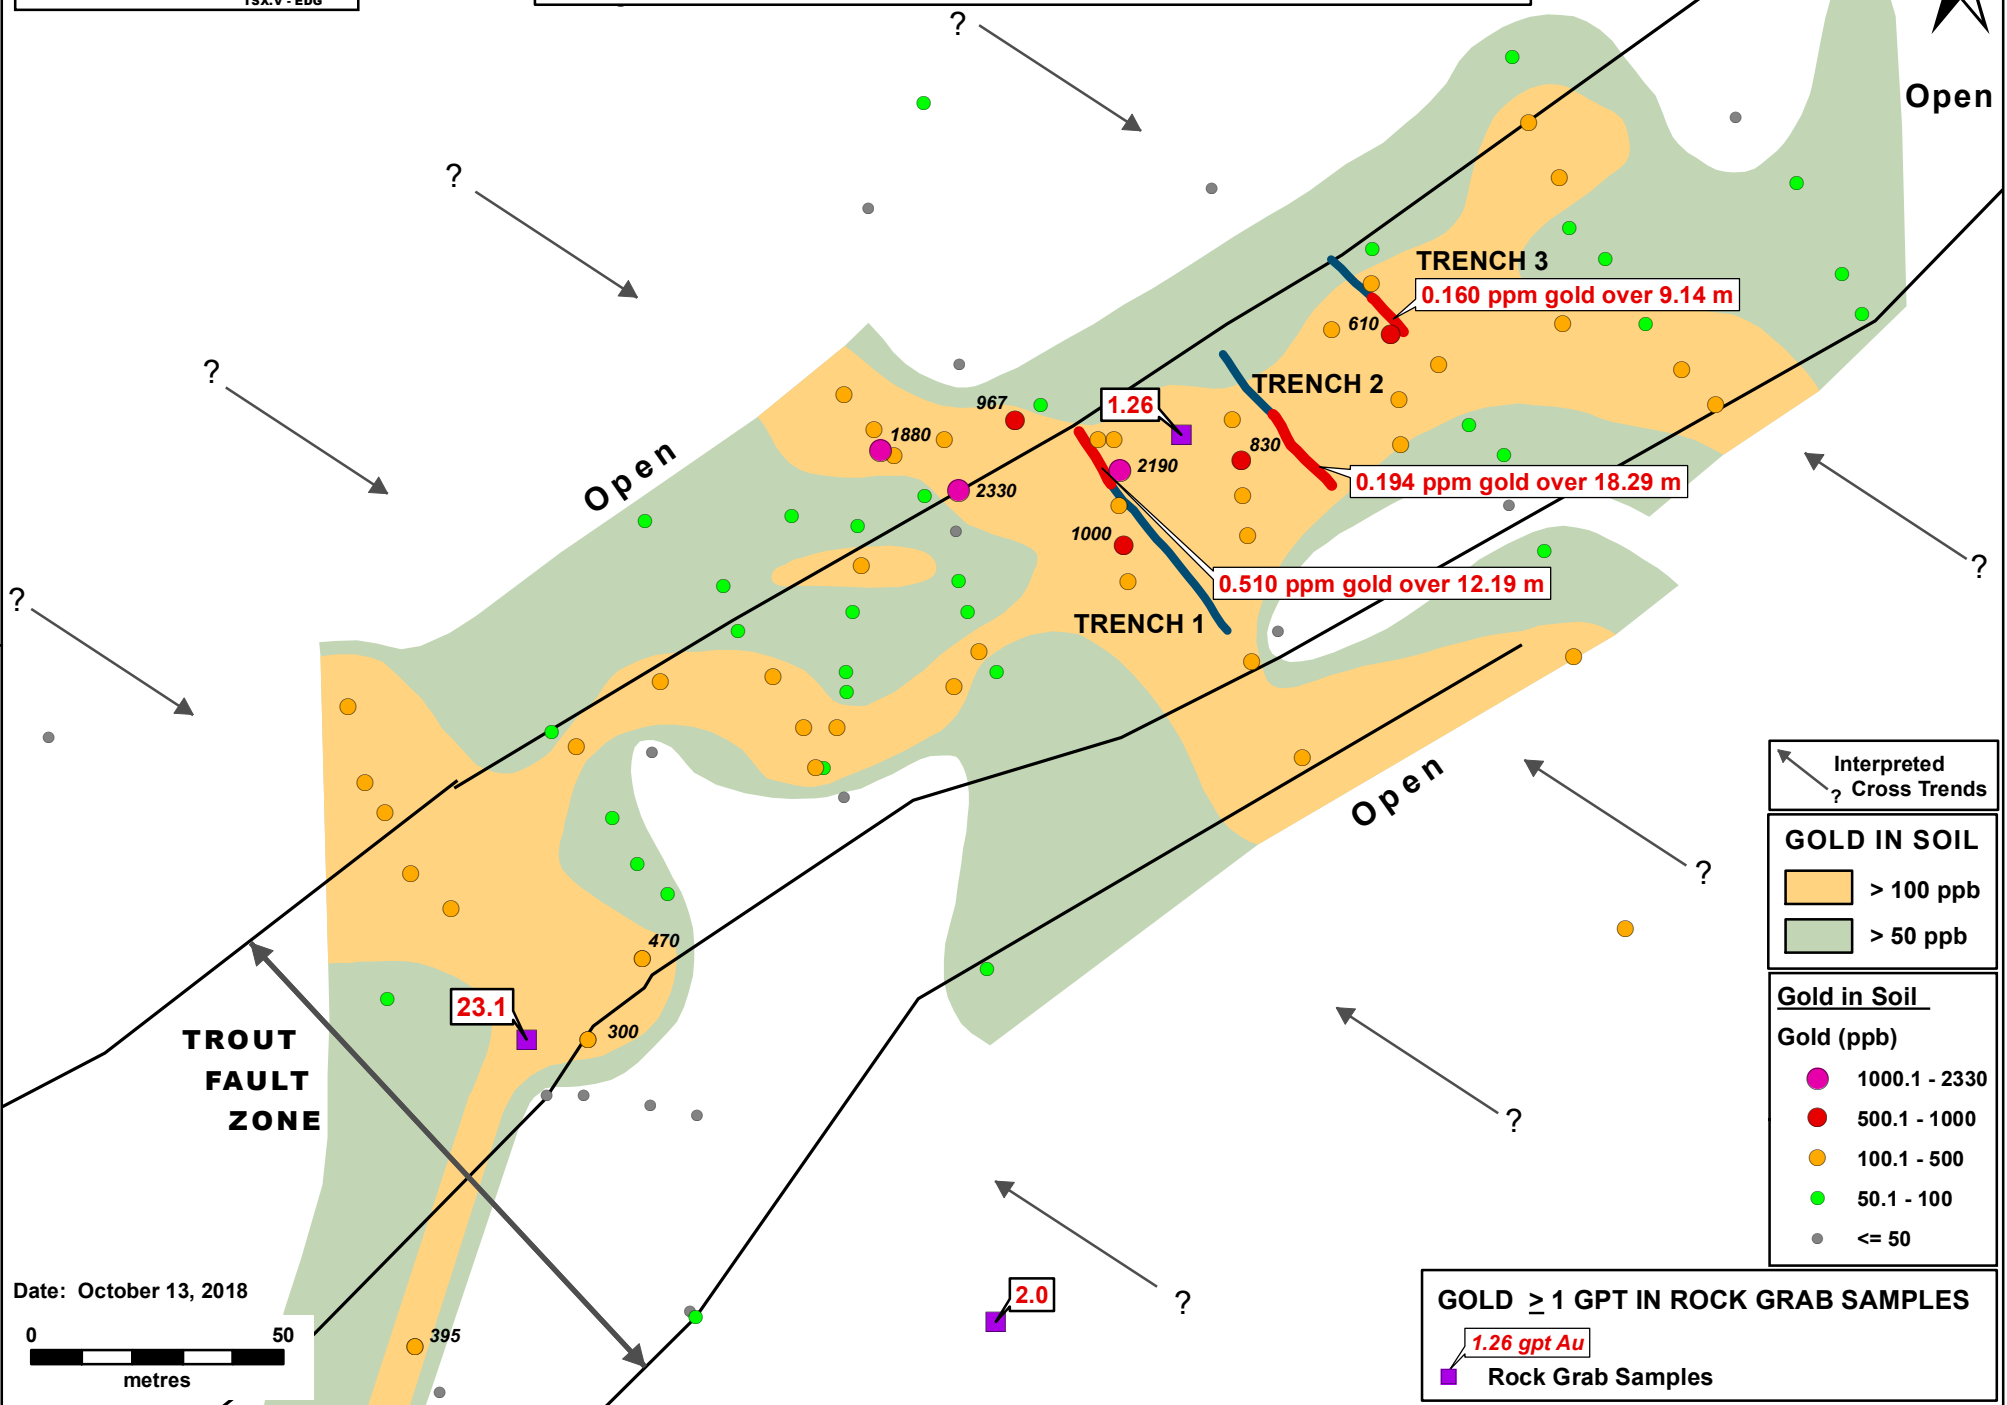 TSX.V - EDG
?
Open
?
TRENCH 3
0.160 ppm gold over 9.14 m
610
?
TRENCH 2
967
1.26
1880
830
Open
2190
0.194 ppm gold over 18.29 m
2330
1000
?
0.510 ppm gold over 12.19 m
?
TRENCH 1
Open
Interpreted
? Cross Trends
GOLD IN SOIL
> 100 ppb
> 50 ppb
?
470
23.1
300
TROUT
FAULT
ZONE
Gold in Soil
Gold (ppb)
1000.1 - 2330
500.1 - 1000
100.1 - 500
50.1 - 100
<= 50
?
?
2.0
Date: October 13, 2018
0 50
metres
395
GOLD ≥ 1 GPT IN ROCK GRAB SAMPLES
1.26 gpt Au
Rock Grab Samples